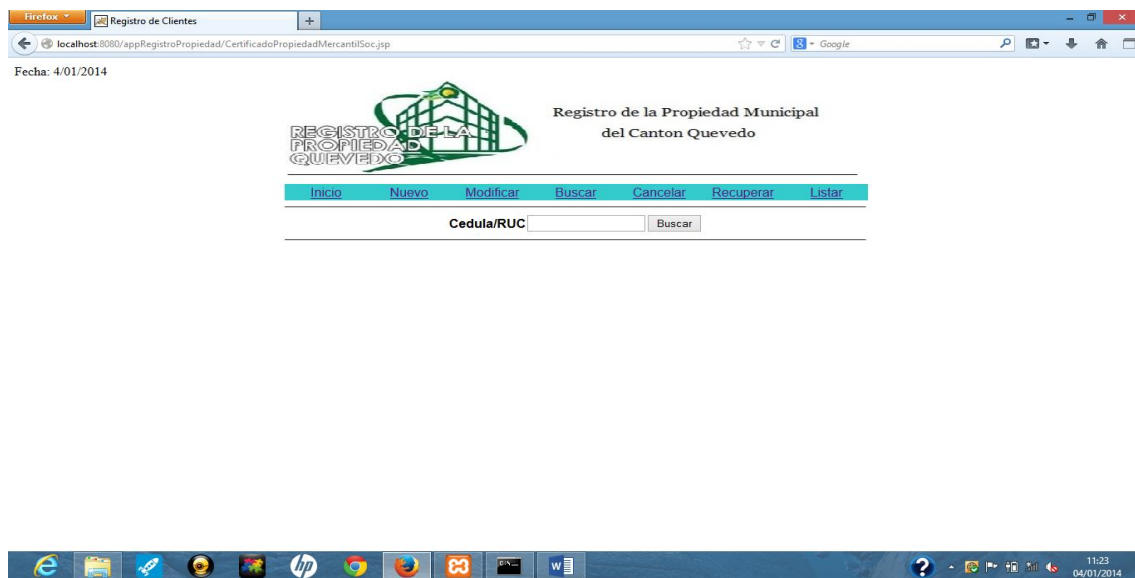 Firefox
Registro de Clientes
localhost:8080/appRegistroPropiedad/CertificadoPropiedadMercantilSoc.jsp
Google
Fecha: 4/01/2014
REGISTRO DE LA
PROPIEDAD
QUEVEDO
Registro de la Propiedad Municipal
del Canton Quevedo
Inicio Nuevo Modificar Buscar Cancelar Recuperar Listar
Cedula/RUC Buscar
11:23
04/01/2014